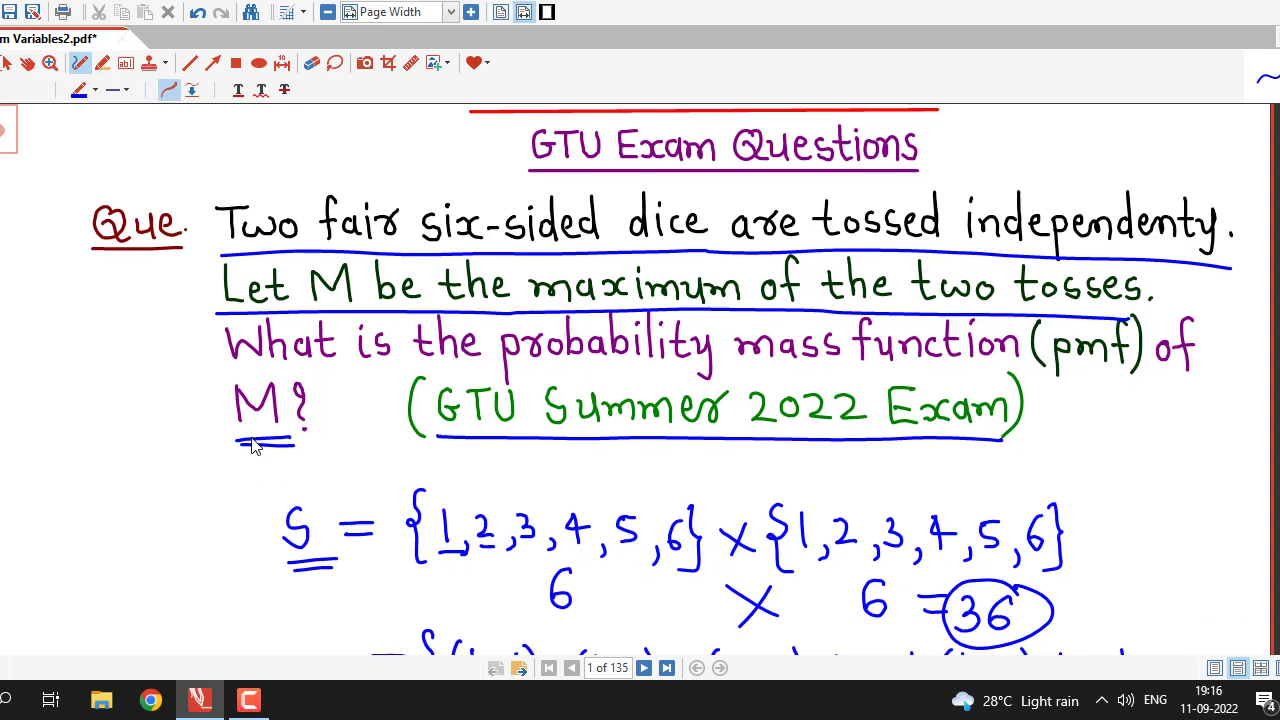 Page Width
m Variables2.pdf*
GTU Exam Questions
Que. Two fair six-sided dice are tossed independenty.
Let M be the maximum of the two tosses.
What is the probability mass function (pmf) of
M? (GTU Summer 2022 Exam)
S = {1,2,3,4,5,6} × {1,2,3,4,5,6}
6 × 6 = 36
1 of 135
28°C Light rain ENG 19:16
11-09-2022 4